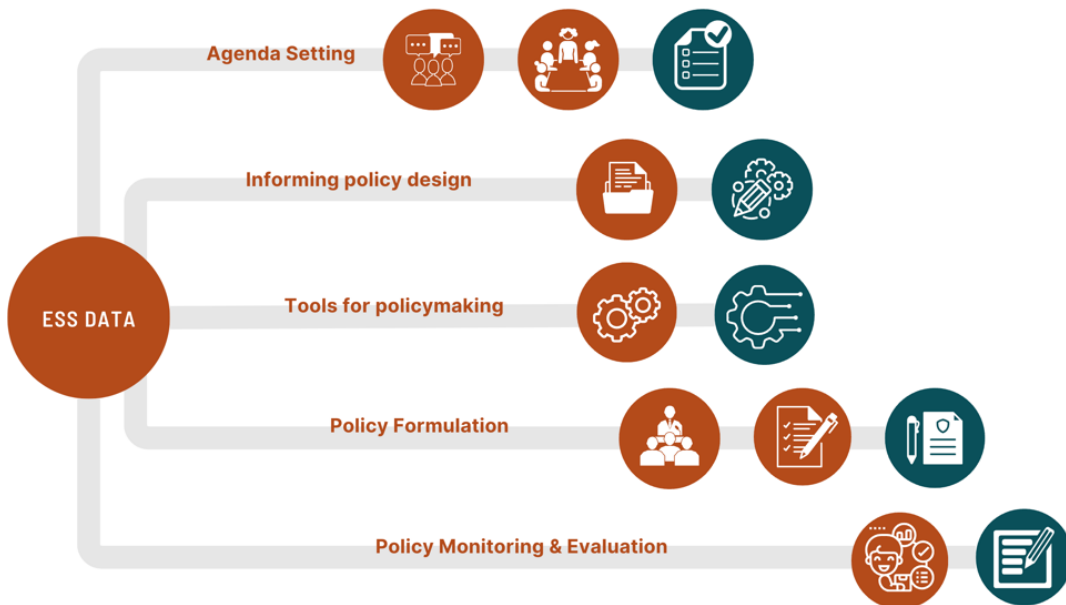 Agenda Setting
Informing policy design
Tools for policymaking
ESS DATA
Policy Formulation
Policy Monitoring & Evaluation